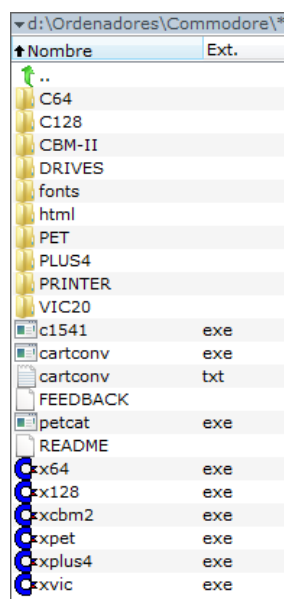 d:\Ordenadores\Commodore\*
Nombre Ext.
..
C64
C128
CBM-II
DRIVES
fonts
html
PET
PLUS4
PRINTER
VIC20
c1541 exe
cartconv exe
cartconv txt
FEEDBACK
petcat exe
README
x64 exe
x128 exe
xcbm2 exe
xpet exe
xplus4 exe
xvic exe